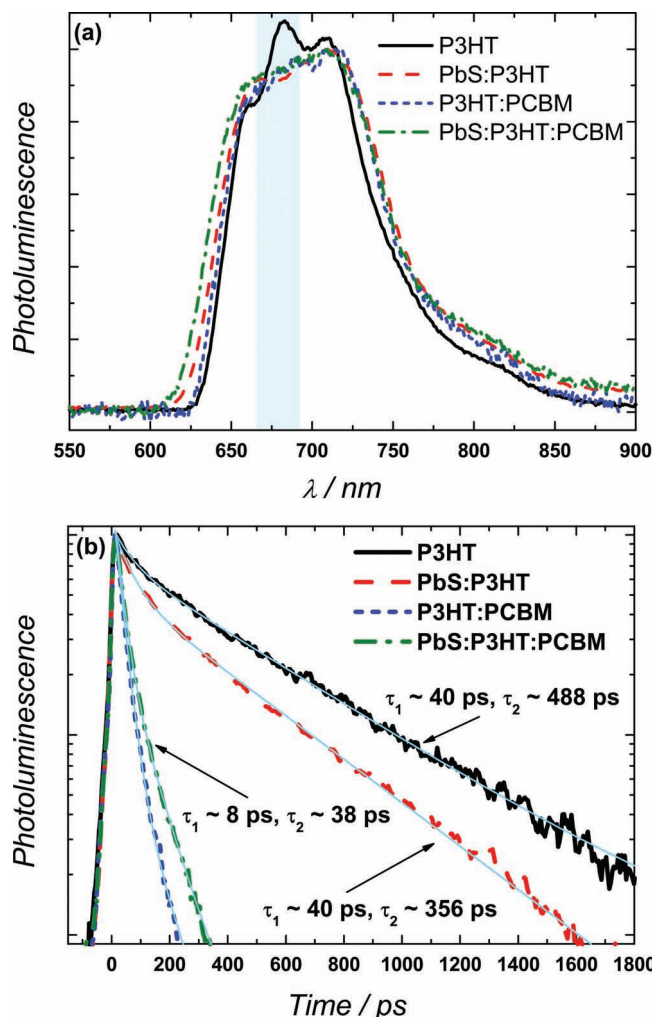 (a)
P3HT
PbS:P3HT
P3HT:PCBM
PbS:P3HT:PCBM
Photoluminescence
550 600 650 700 750 800 850 900
λ / nm
(b)
P3HT
PbS:P3HT
P3HT:PCBM
PbS:P3HT:PCBM
Photoluminescence
τ1 ~ 40 ps, τ2 ~ 488 ps
τ1 ~ 8 ps, τ2 ~ 38 ps
τ1 ~ 40 ps, τ2 ~ 356 ps
0 200 400 600 800 1000 1200 1400 1600 1800
Time / ps